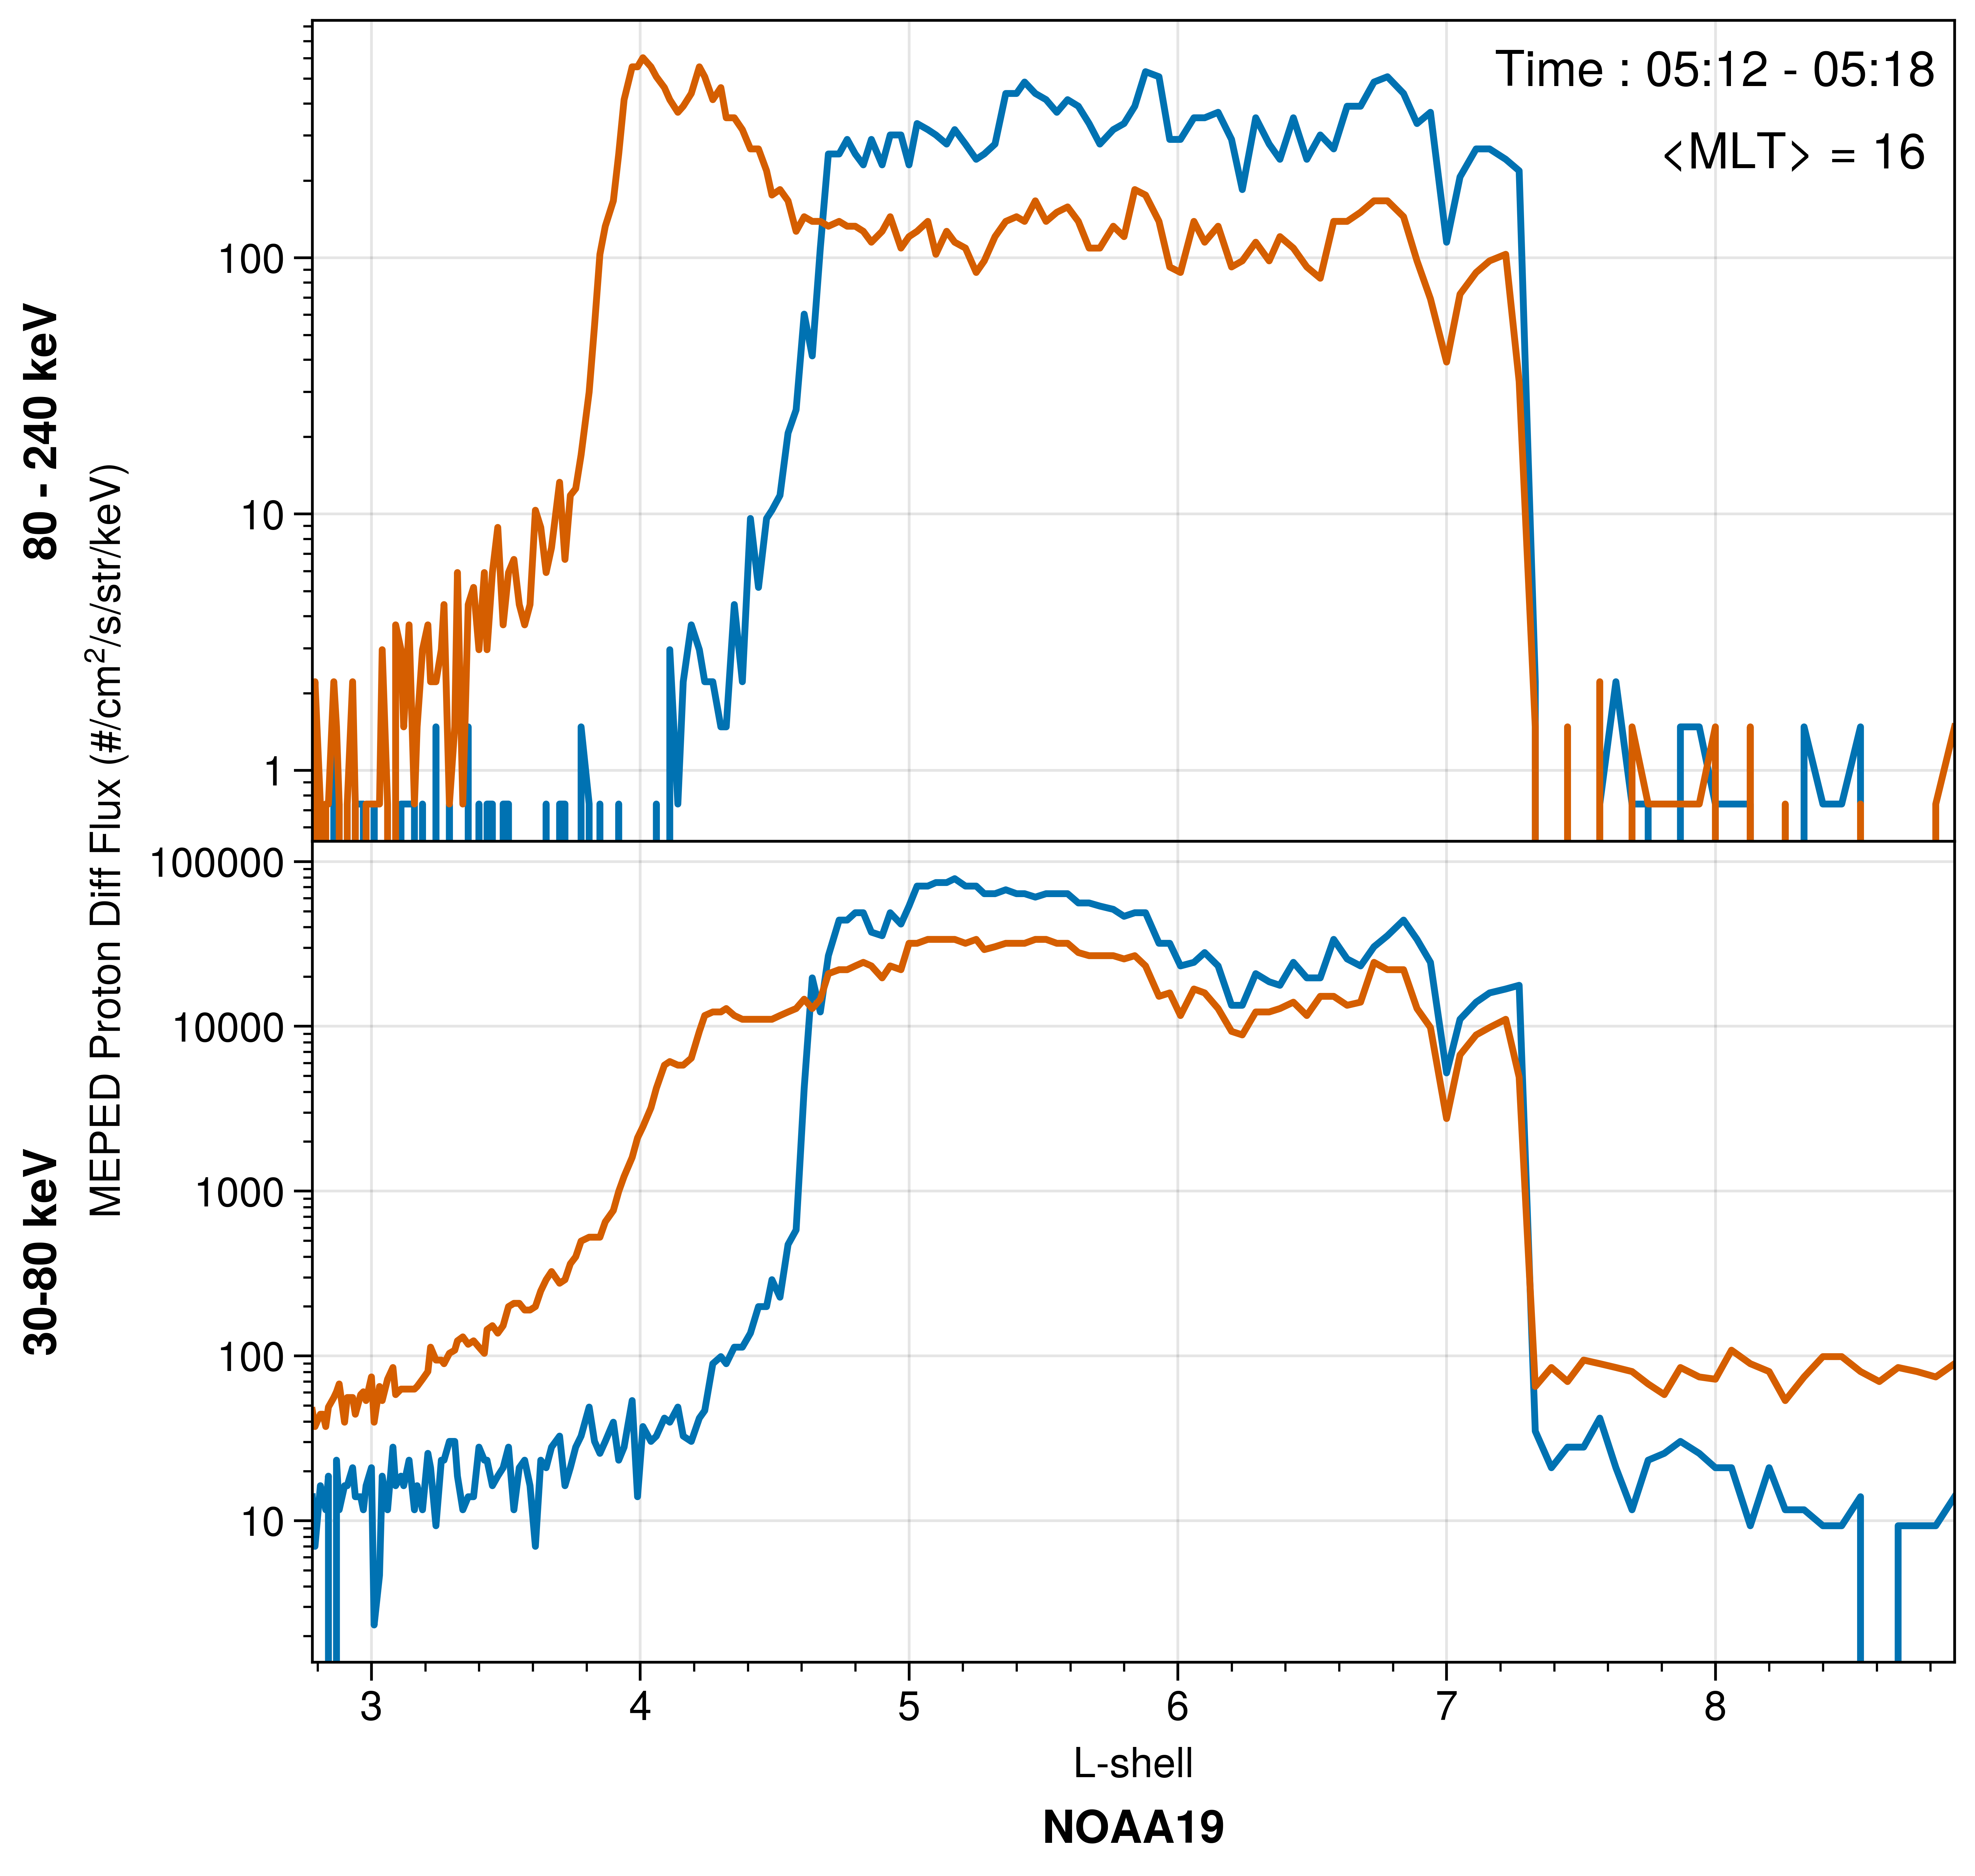 Time : 05:12 - 05:18
<MLT> = 16
80 - 240 keV
30-80 keV
MEPED Proton Diff Flux (#/cm²/s/str/keV)
100
10
1
100000
10000
1000
100
10
3 4 5 6 7 8
L-shell
NOAA19